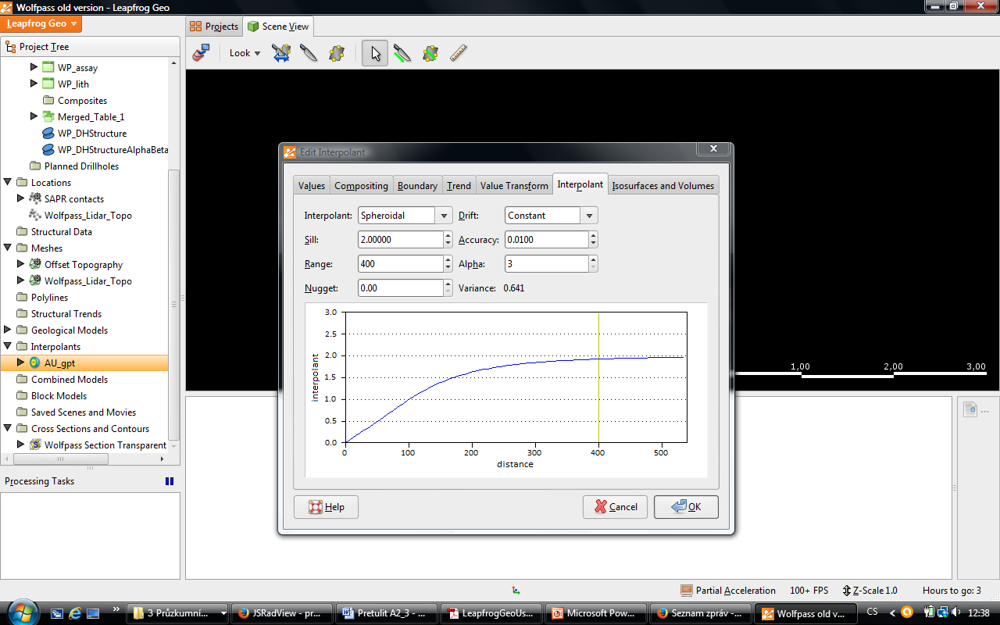 Wolfpass old version - Leapfrog Geo
Leapfrog Geo
Projects
Scene View
Project Tree
Look
WP_assay
WP_lith
Composites
Merged_Table_1
WP_DHStructure
WP_DHStructureAlphaBeta
Planned Drillholes
Locations
SAPR contacts
Wolfpass_Lidar_Topo
Structural Data
Meshes
Offset Topography
Wolfpass_Lidar_Topo
Polylines
Structural Trends
Geological Models
Interpolants
AU_gpt
Combined Models
Block Models
Saved Scenes and Movies
Cross Sections and Contours
Wolfpass Section Transparent
Processing Tasks
Edit Interpolant
Values Compositing Boundary Trend Value Transform Interpolant Isosurfaces and Volumes
Interpolant: Spheroidal Drift: Constant
Sill: 2.00000 Accuracy: 0.0100
Range: 400 Alpha: 3
Nugget: 0.00 Variance: 0.641
3.0
2.5
2.0
1.5
1.0
0.5
0.0
interpolant
0 100 200 300 400 500
distance
Help Cancel OK
1,00 2,00 3,00
...
Partial Acceleration 100+ FPS Z-Scale 1.0 Hours to go: 3
» 3 Průzkumní... JSRadView - pr... Pretulit A2_3 - ... LeapfrogGeoUs... Microsoft Pow... Seznam zpráv -... Wolfpass old v... CS 12:38